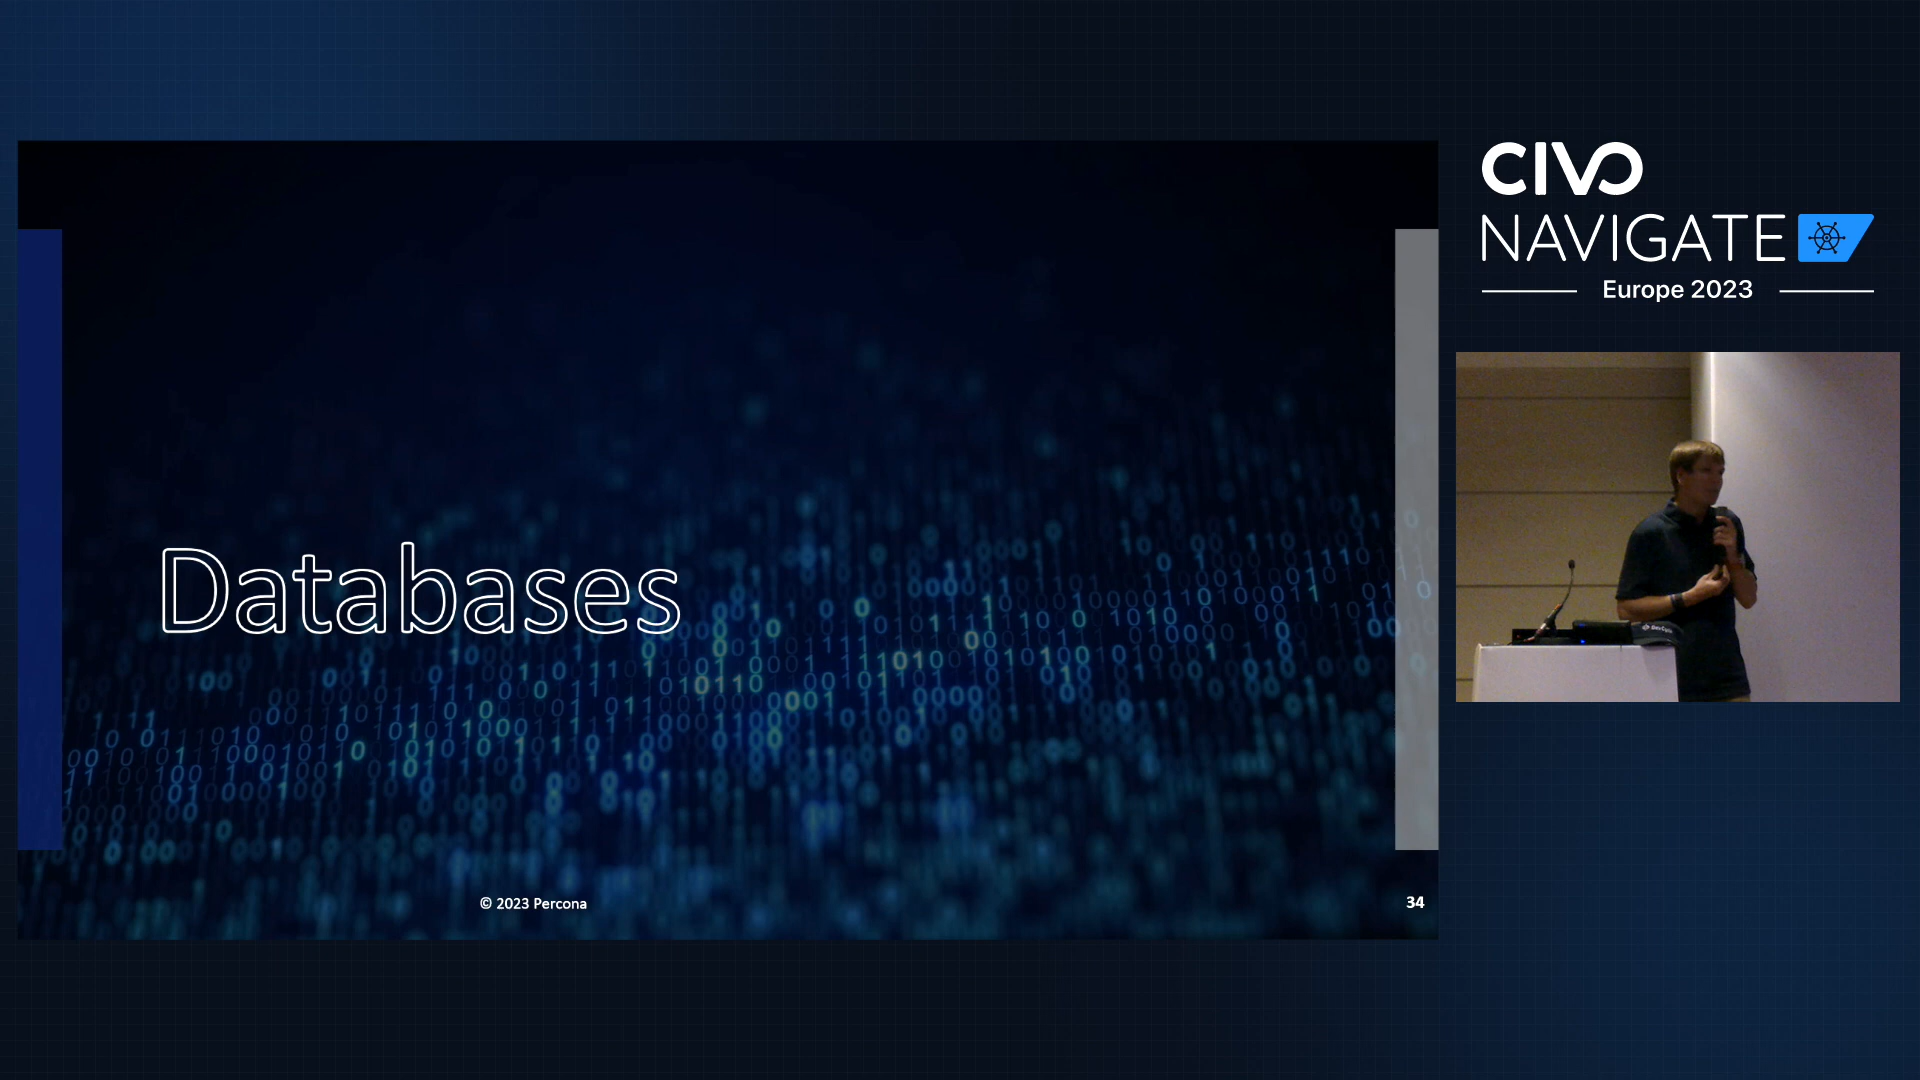 CIVO
NAVIGATE
Europe 2023
Databases
© 2023 Percona
34